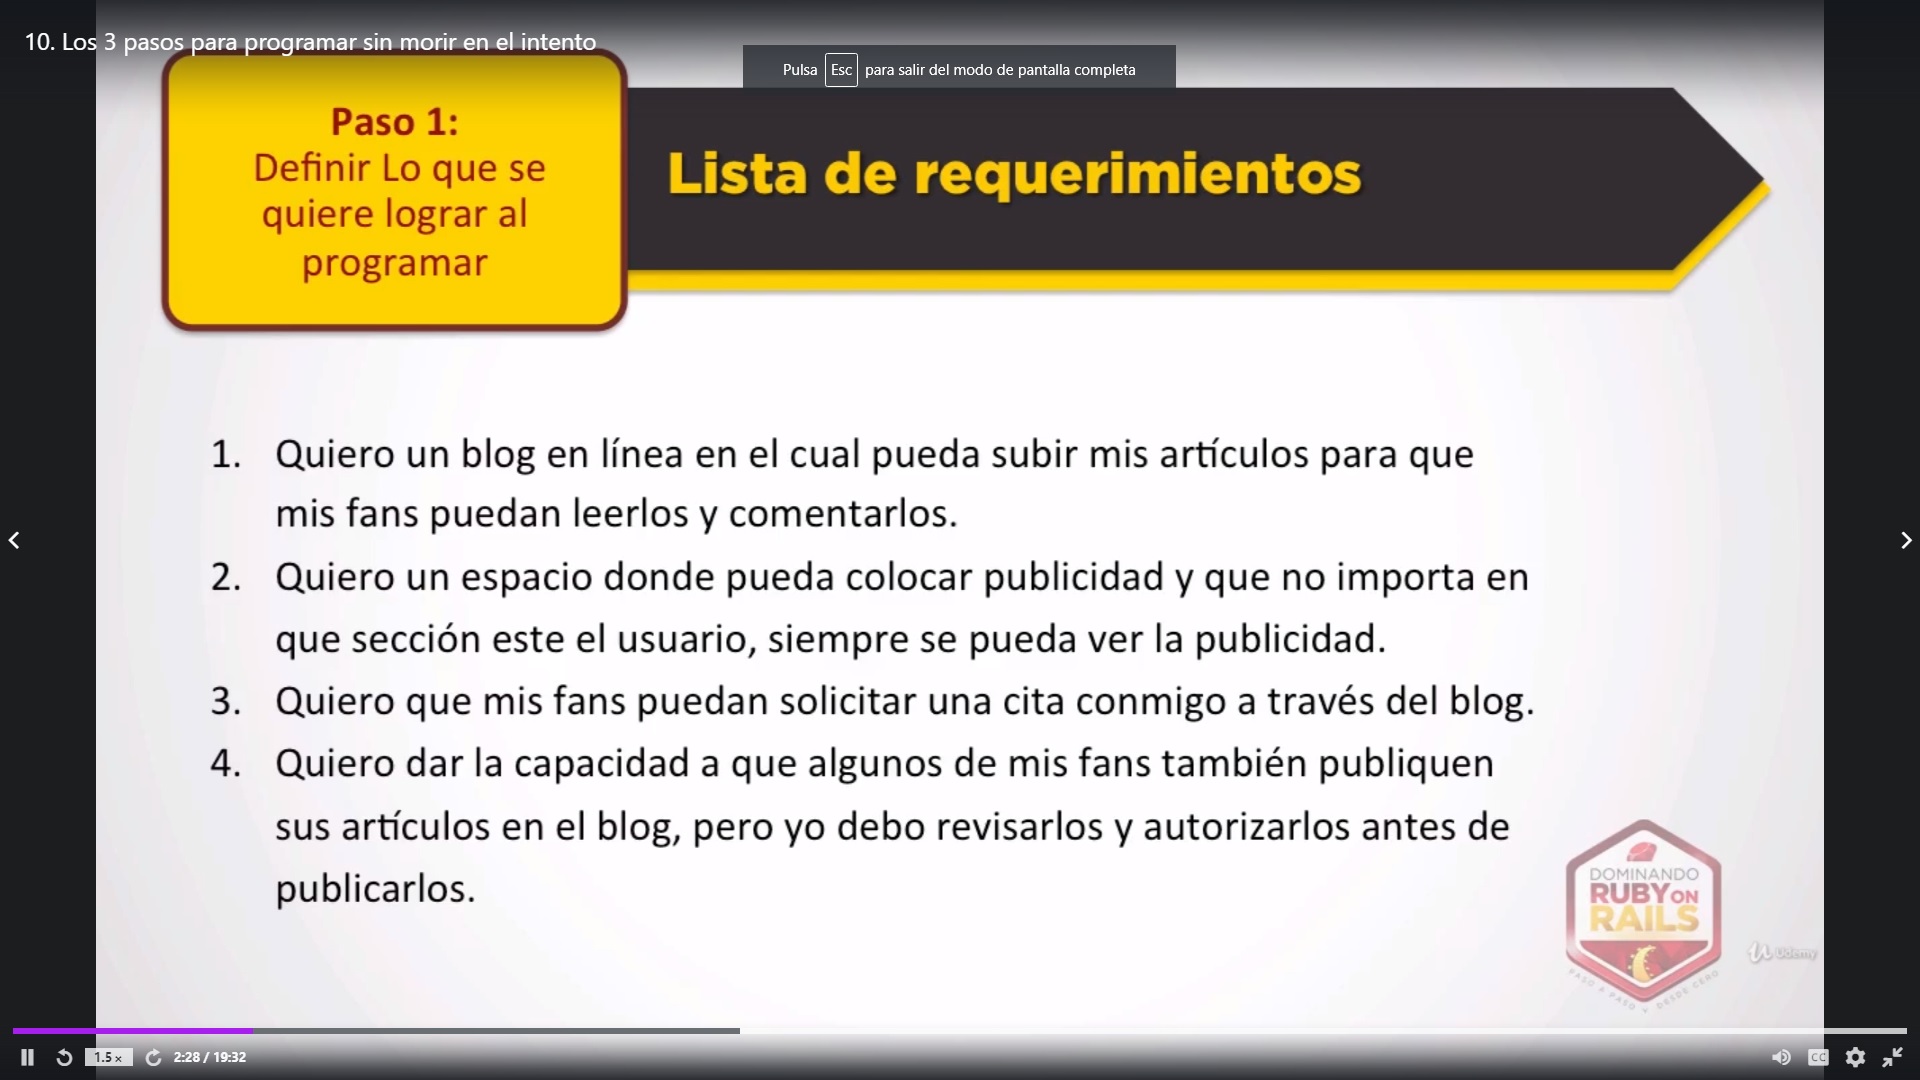 10. Los 3 pasos para programar sin morir en el intento
Pulsa Esc para salir del modo de pantalla completa
Paso 1:
Definir Lo que se
quiere lograr al
programar
Lista de requerimientos
1. Quiero un blog en línea en el cual pueda subir mis artículos para que
mis fans puedan leerlos y comentarlos.
2. Quiero un espacio donde pueda colocar publicidad y que no importa en
que sección este el usuario, siempre se pueda ver la publicidad.
3. Quiero que mis fans puedan solicitar una cita conmigo a través del blog.
4. Quiero dar la capacidad a que algunos de mis fans también publiquen
sus artículos en el blog, pero yo debo revisarlos y autorizarlos antes de
publicarlos.
DOMINANDO
RUBY ON
RAILS
PASO A PASO Y DESDE CERO
Udemy
1.5 x
2:28 / 19:32
CC